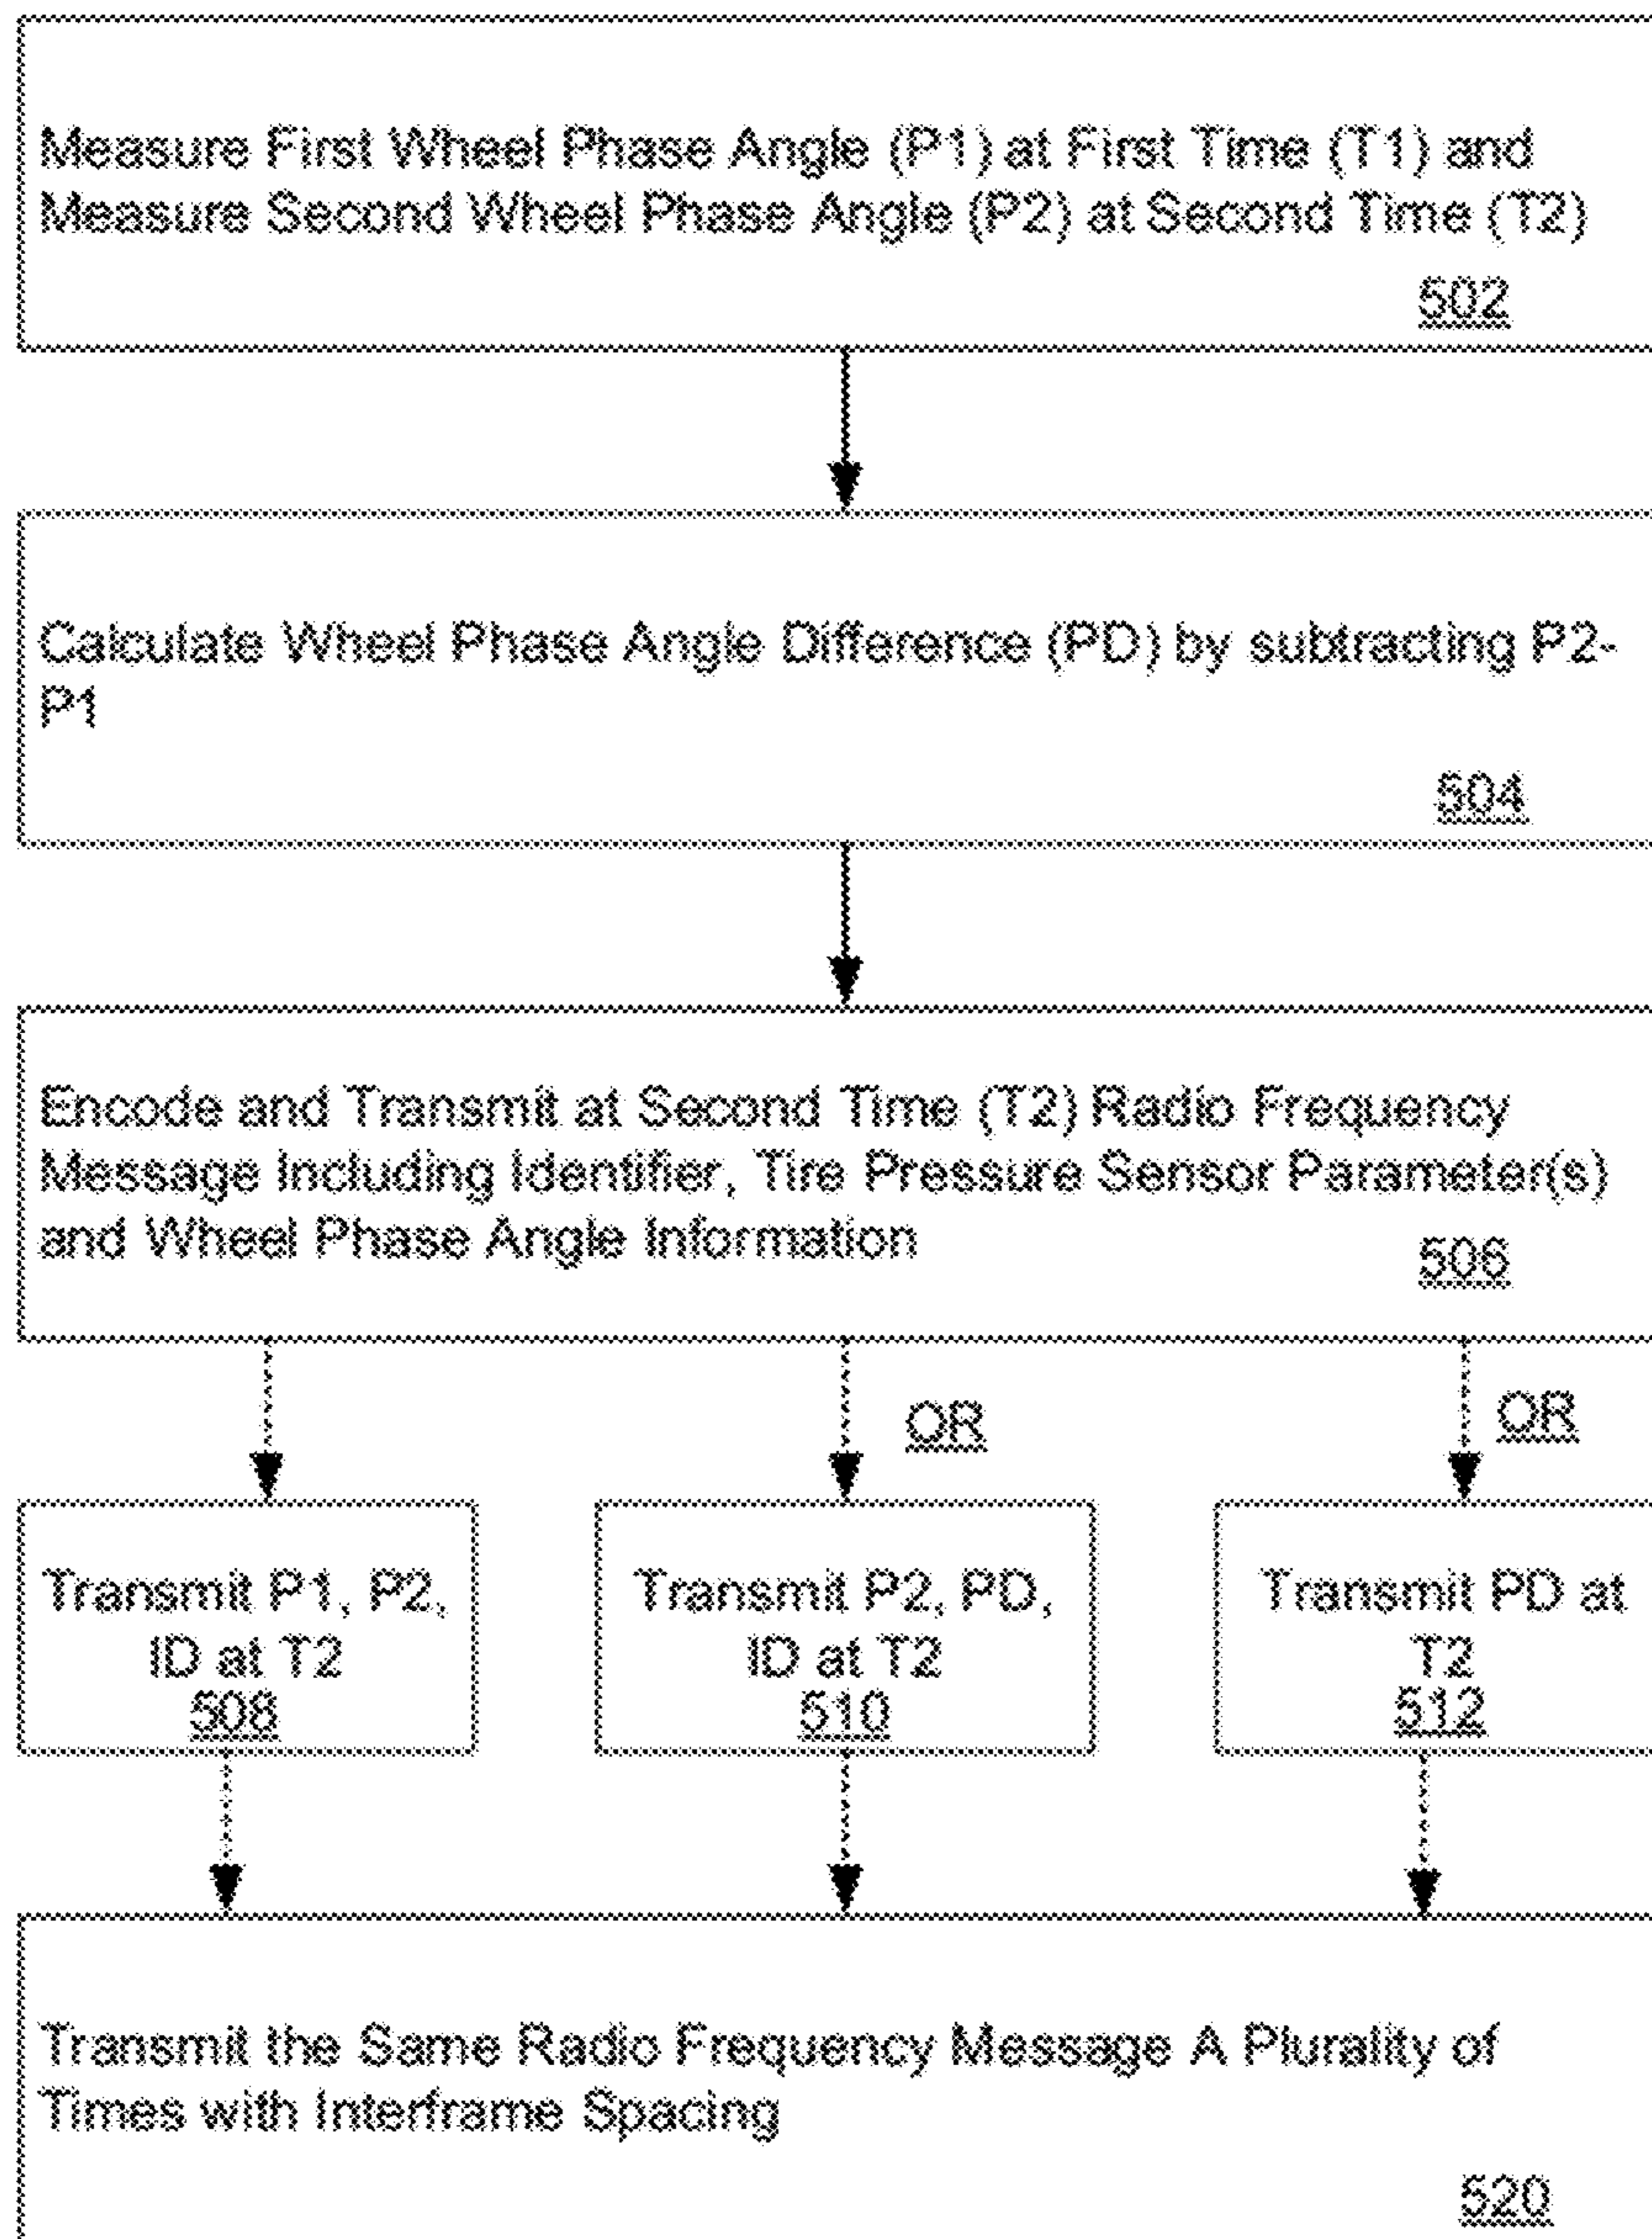 Measure First Wheel Phase Angle (P1) at First Time (T1) and
Measure Second Wheel Phase Angle (P2) at Second Time (T2)
502
Calculate Wheel Phase Angle Difference (PD) by subtracting P2-
P1
504
Encode and Transmit at Second Time (T2) Radio Frequency
Message Including Identifier, Tire Pressure Sensor Parameter(s)
and Wheel Phase Angle Information
506
OR
OR
Transmit P1, P2,
ID at T2
508
Transmit P2, PD,
ID at T2
510
Transmit PD at
T2
512
Transmit the Same Radio Frequency Message A Plurality of
Times with Interframe Spacing
520